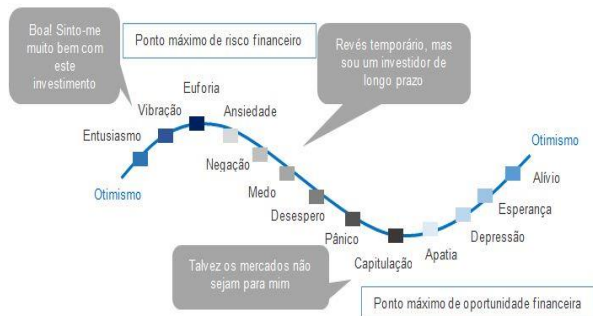 Boa! Sinto-me
muito bem com
este
investimento
Ponto máximo de risco financeiro
Revés temporário, mas
sou um investidor de
longo prazo
Euforia
Vibração
Ansiedade
Entusiasmo
Otimismo
Negação
Medo
Desespero
Pânico
Capitulação
Apatia
Depressão
Esperança
Alívio
Otimismo
Talvez os mercados não
sejam para mim
Ponto máximo de oportunidade financeira